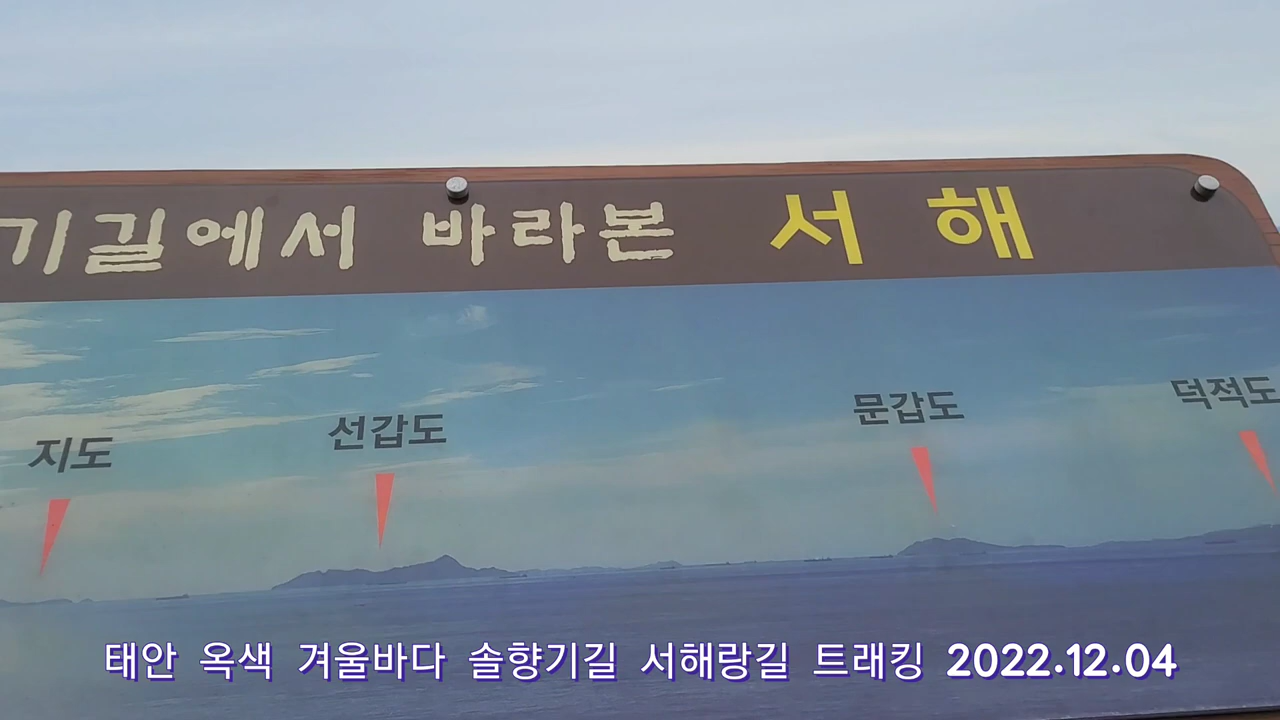 기길에서 바라본 서해
지도 선갑도 문갑도 덕적도
태안 옥색 겨울바다 솔향기길 서해랑길 트래킹 2022.12.04